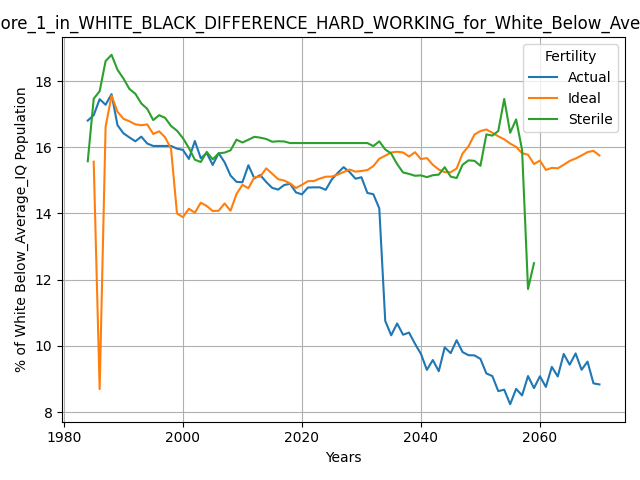 ore_1_in_WHITE_BLACK_DIFFERENCE_HARD_WORKING_for_White_Below_Ave
Fertility
Actual
Ideal
Sterile
% of White Below_Average_IQ Population
18
16
14
12
10
8
1980 2000 2020 2040 2060
Years